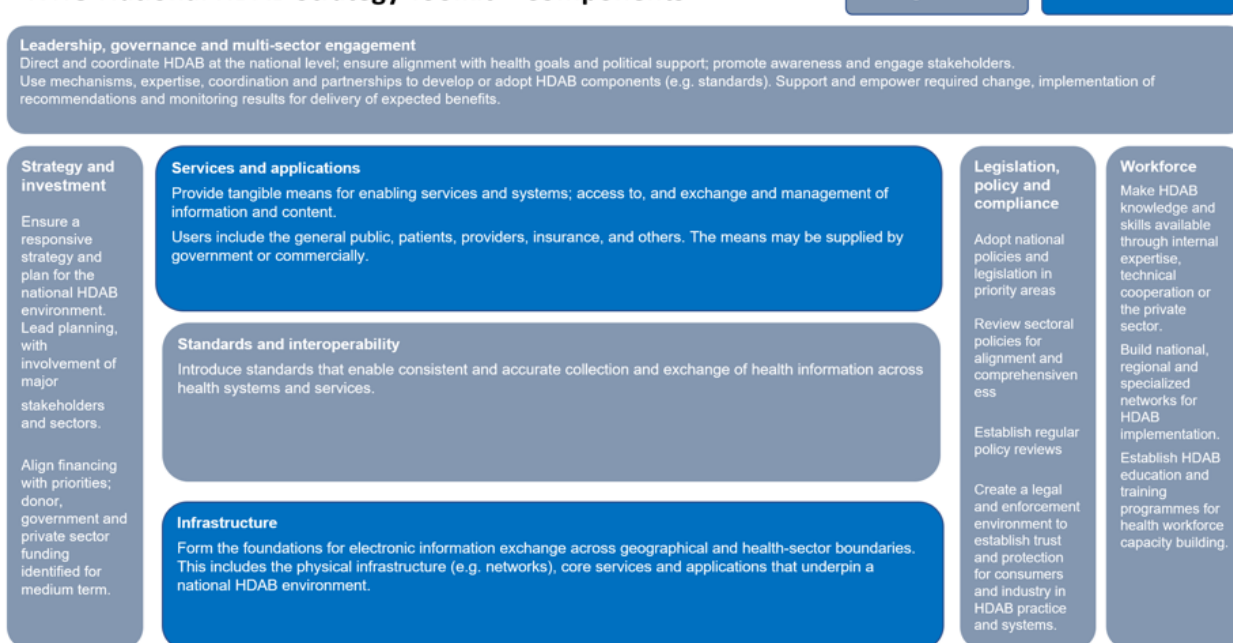 Leadership, governance and multi-sector engagement
Direct and coordinate HDAB at the national level; ensure alignment with health goals and political support; promote awareness and engage stakeholders.
Use mechanisms, expertise, coordination and partnerships to develop or adopt HDAB components (e.g. standards). Support and empower required change, implementation of
recommendations and monitoring results for delivery of expected benefits.
Strategy and
investment
Ensure a
responsive
strategy and
plan for the
national HDAB
environment.
Lead planning,
with
involvement of
major
stakeholders
and sectors.
Align financing
with priorities;
donor,
government and
private sector
funding
identified for
medium term.
Services and applications
Provide tangible means for enabling services and systems; access to, and exchange and management of
information and content.
Users include the general public, patients, providers, insurance, and others. The means may be supplied by
government or commercially.
Standards and interoperability
Introduce standards that enable consistent and accurate collection and exchange of health information across
health systems and services.
Infrastructure
Form the foundations for electronic information exchange across geographical and health-sector boundaries.
This includes the physical infrastructure (e.g. networks), core services and applications that underpin a
national HDAB environment.
Legislation,
policy and
compliance
Adopt national
policies and
legislation in
priority areas
Review sectoral
policies for
alignment and
comprehensiven
ess
Establish regular
policy reviews
Create a legal
and enforcement
environment to
establish trust
and protection
for consumers
and industry in
HDAB practice
and systems.
Workforce
Make HDAB
knowledge and
skills available
through internal
expertise,
technical
cooperation or
the private
sector.
Build national,
regional and
specialized
networks for
HDAB
implementation.
Establish HDAB
education and
training
programmes for
health workforce
capacity building.